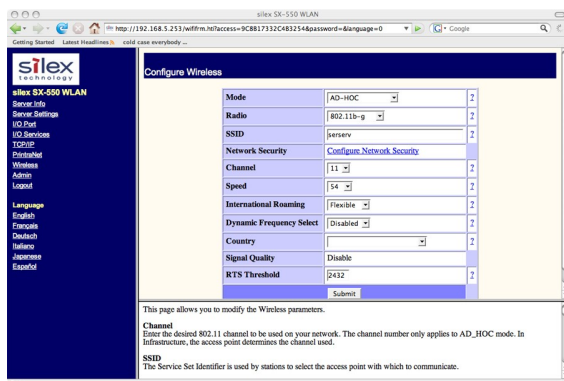 silex SX-550 WLAN
http://192.168.5.253/wififrm.htl?access=9C8B17332C4B3254&password=&language=0
Google
Getting Started Latest Headlines cold case everybody ...
silex
technology
Configure Wireless
silex SX-550 WLAN
Server Info
Server Settings
I/O Port
I/O Services
TCP/IP
PrintraNet
Wireless
Admin
Logout
Language
English
Français
Deutsch
Italiano
Japanese
Español
Mode AD-HOC ?
Radio 802.11b-g ?
SSID serserv ?
Network Security Configure Network Security
Channel 11 ?
Speed 54 ?
International Roaming Flexible ?
Dynamic Frequency Select Disabled ?
Country ?
Signal Quality Disable
RTS Threshold 2432 ?
Submit
This page allows you to modify the Wireless parameters.
Channel
Enter the desired 802.11 channel to be used on your network. The channel number only applies to AD_HOC mode. In
Infrastructure, the access point determines the channel used.
SSID
The Service Set Identifier is used by stations to select the access point with which to communicate.